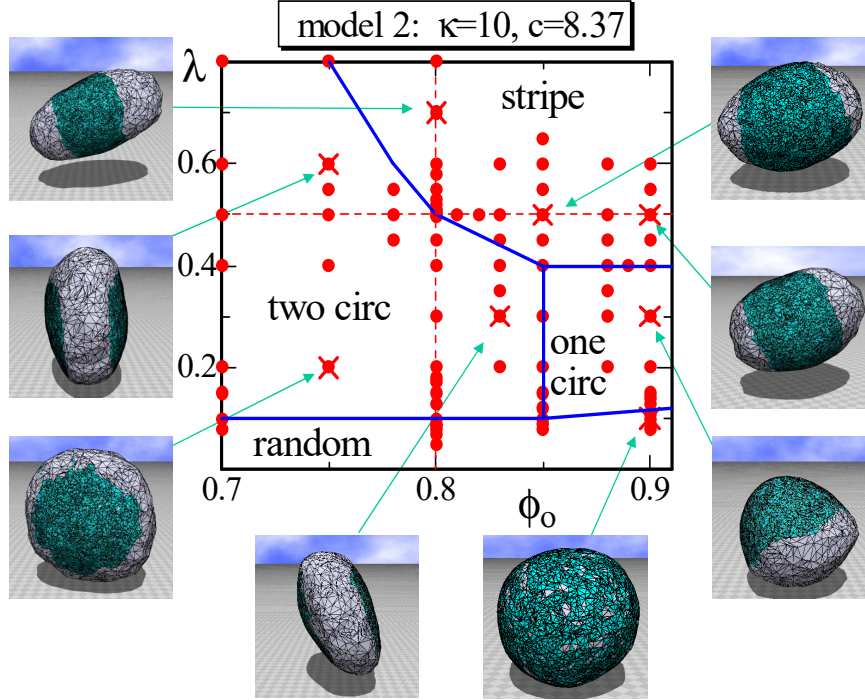 model 2: κ=10, c=8.37
λ
stripe
0.6
0.4
two circ
one
circ
0.2
random
0.7
0.8
0.9
ϕo